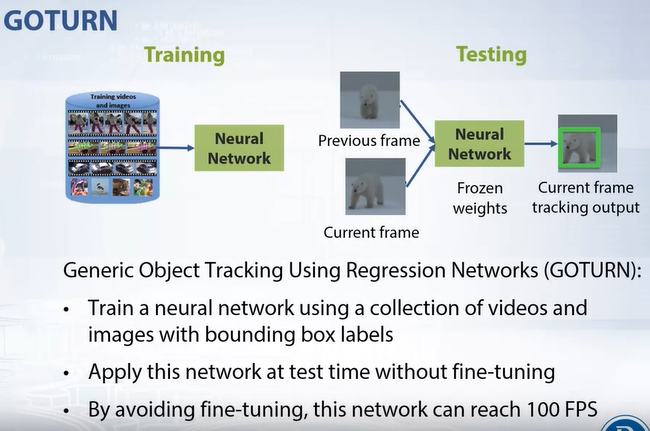 GOTURN
Training
Testing
Training videos
and images
Neural
Network
Previous frame
Current frame
Neural
Network
Frozen
weights
Current frame
tracking output
Generic Object Tracking Using Regression Networks (GOTURN):
• Train a neural network using a collection of videos and
images with bounding box labels
• Apply this network at test time without fine-tuning
• By avoiding fine-tuning, this network can reach 100 FPS